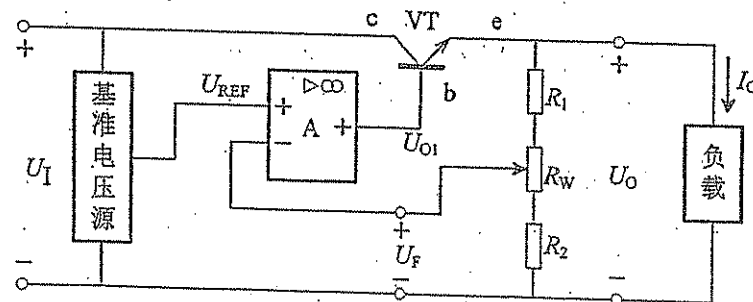 c VT e
+ + 
b
基准电压源
U_I
U_REF
▷∞
+ A +
−
U_O1
R_1
R_W
R_2
U_O
I_O
负载
+
U_F
− − −